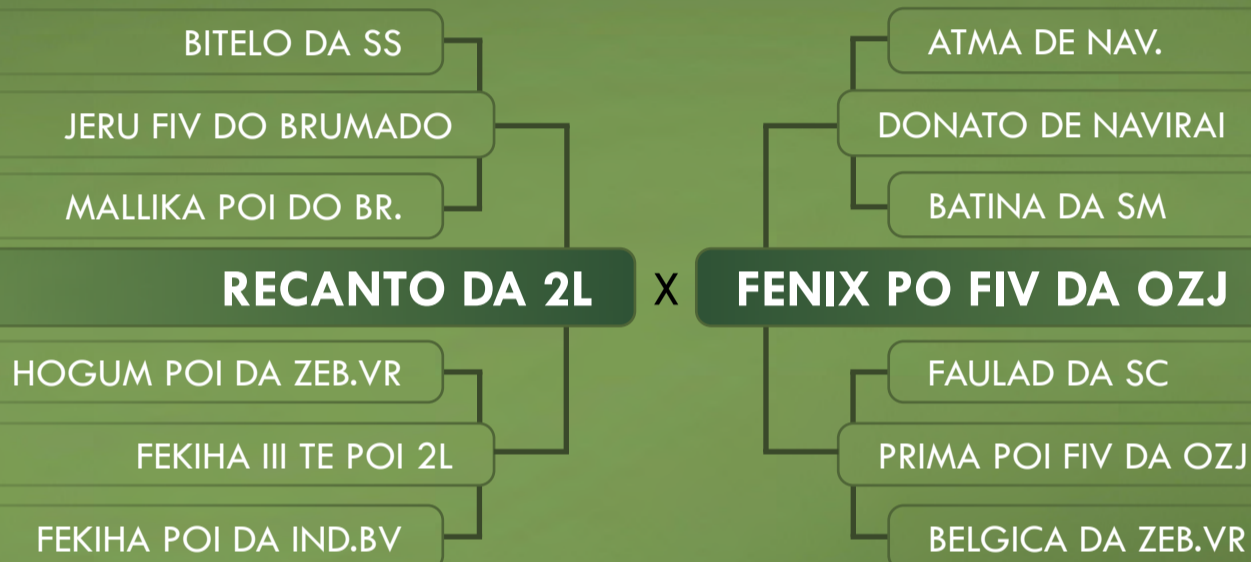 BITELO DA SS
JERU FIV DO BRUMADO
MALLIKA POI DO BR.
RECANTO DA 2L
HOGUM POI DA ZEB.VR
FEKIHA III TE POI 2L
FEKIHA POI DA IND.BV
X
ATMA DE NAV.
DONATO DE NAVIRAI
BATINA DA SM
FENIX PO FIV DA OZJ
FAULAD DA SC
PRIMA POI FIV DA OZJ
BELGICA DA ZEB.VR